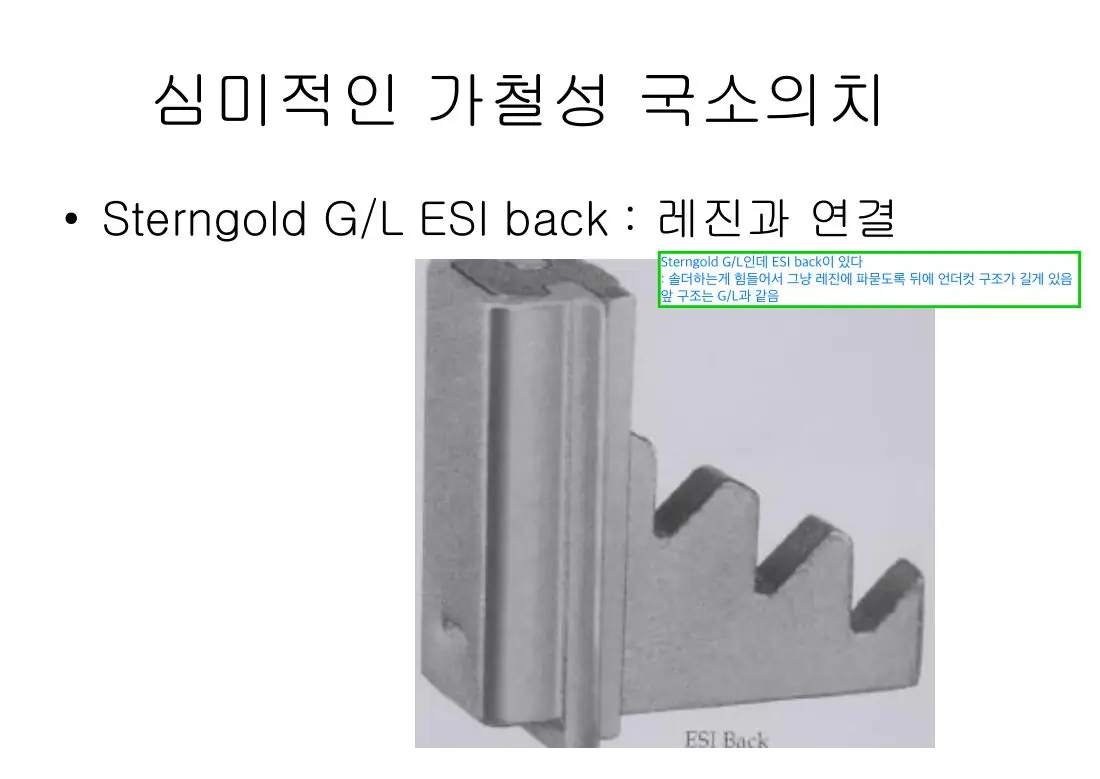 심미적인 가철성 국소의치
• Sterngold G/L ESI back : 레진과 연결
Sterngold G/L인데 ESI back이 있다
: 솔더하는게 힘들어서 그냥 레진에 파묻도록 뒤에 언더컷 구조가 길게 있음
앞 구조는 G/L과 같음
ESI Back